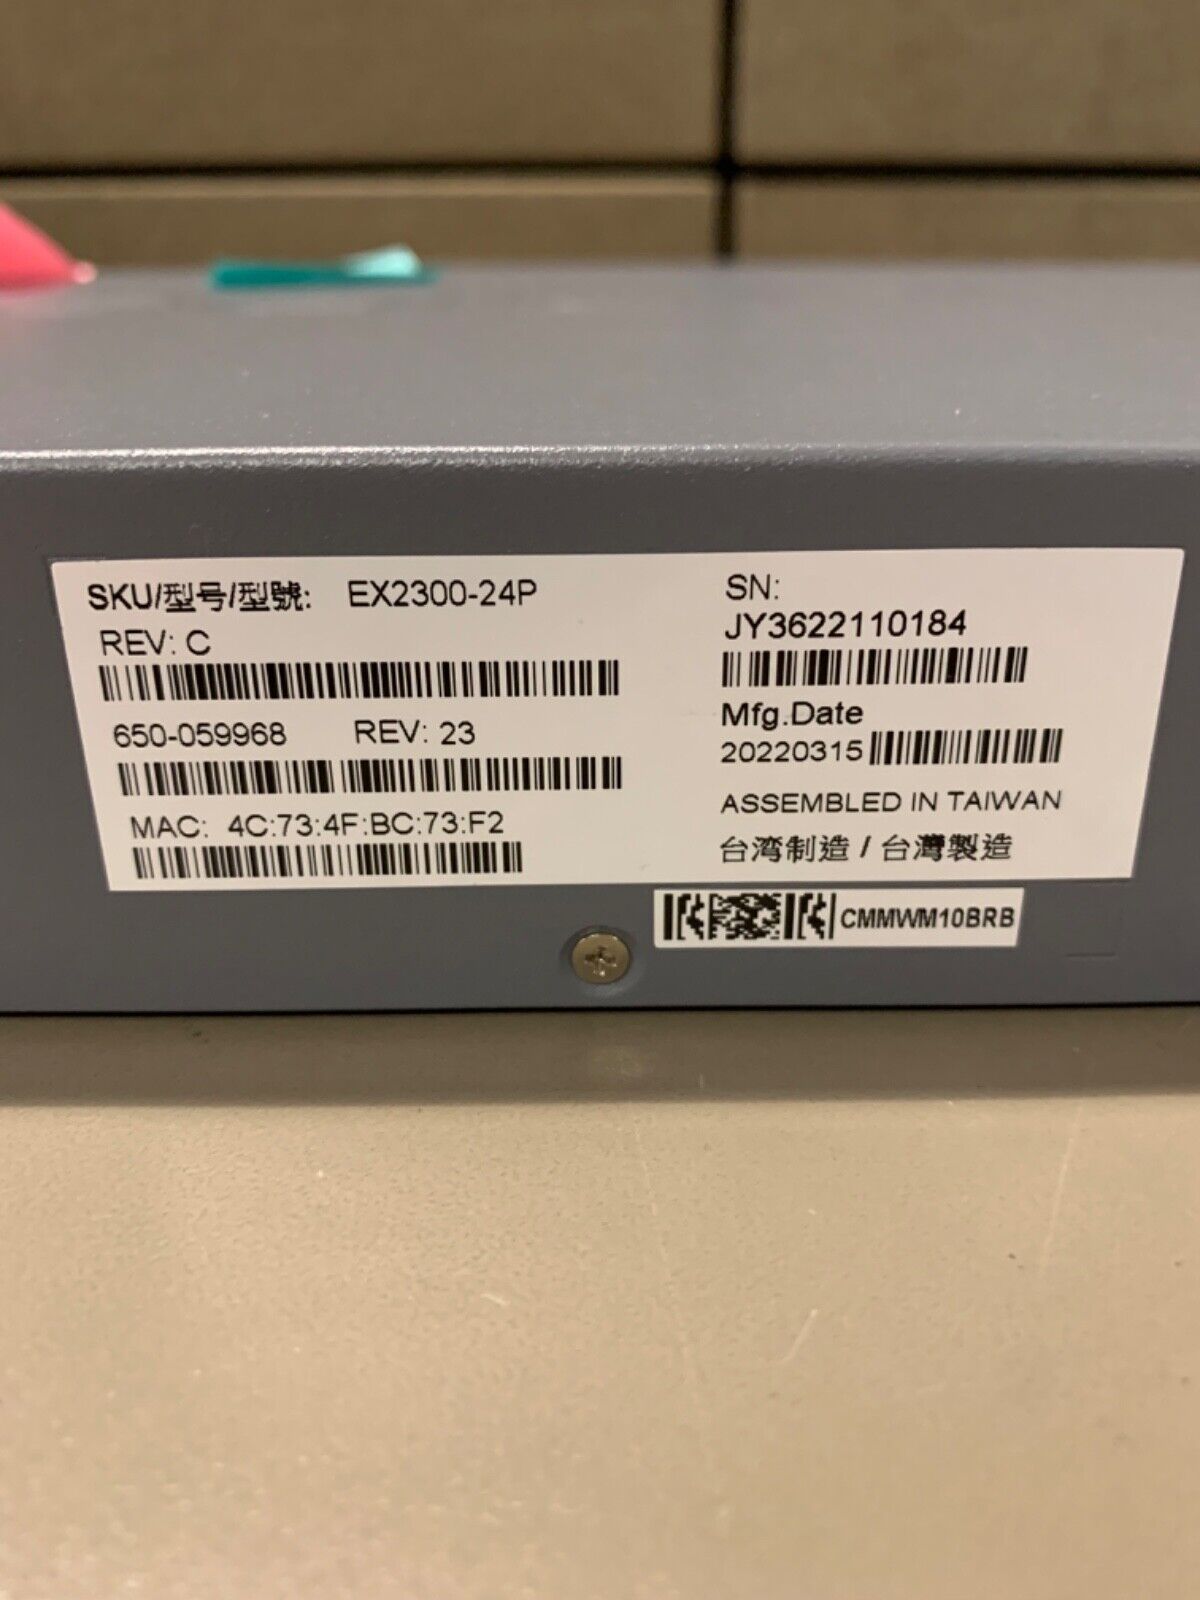 SKU/型号/型號: EX2300-24P
REV: C
650-059968 REV: 23
MAC: 4C:73:4F:BC:73:F2
SN:
JY3622110184
Mfg.Date
20220315
ASSEMBLED IN TAIWAN
台湾制造 / 台灣製造
CMMWM10BRB